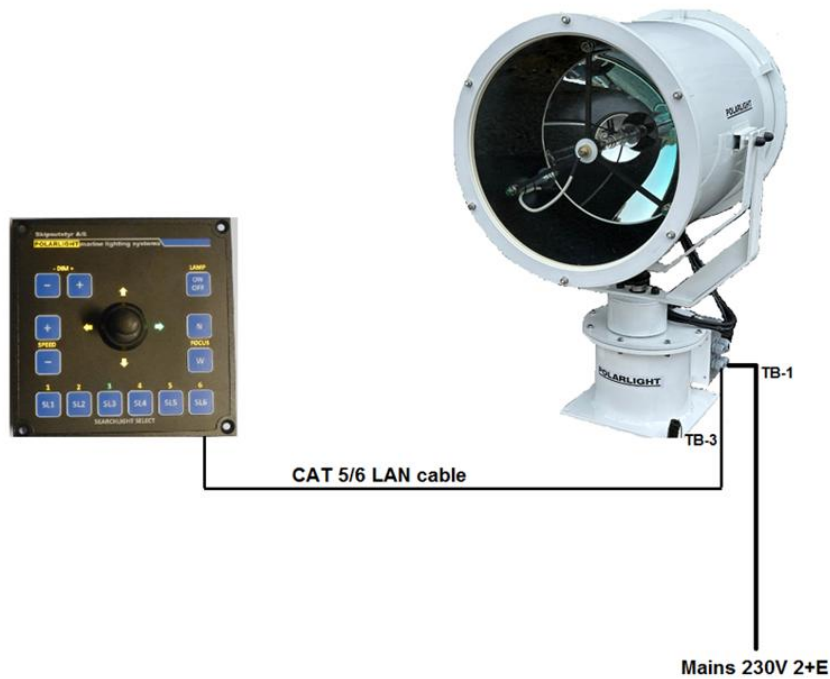 POLARLIGHT
Skipsutstyr A/S
POLARLIGHT marine lighting systems
- DIM +
LAMP
- +
ON
OFF
+
N
SPEED
FOCUS
-
W
1 2 3 4 5 6
SL1 SL2 SL3 SL4 SL5 SL6
SEARCHLIGHT SELECT
POLARLIGHT
TB-1
TB-3
CAT 5/6 LAN cable
Mains 230V 2+E